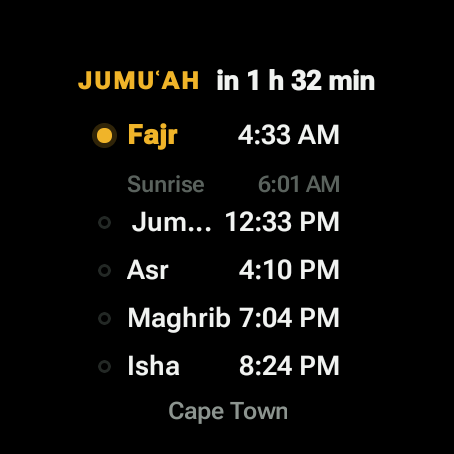 JUMUʿAH in 1 h 32 min
Fajr 4:33 AM
Sunrise 6:01 AM
Jum... 12:33 PM
Asr 4:10 PM
Maghrib 7:04 PM
Isha 8:24 PM
Cape Town